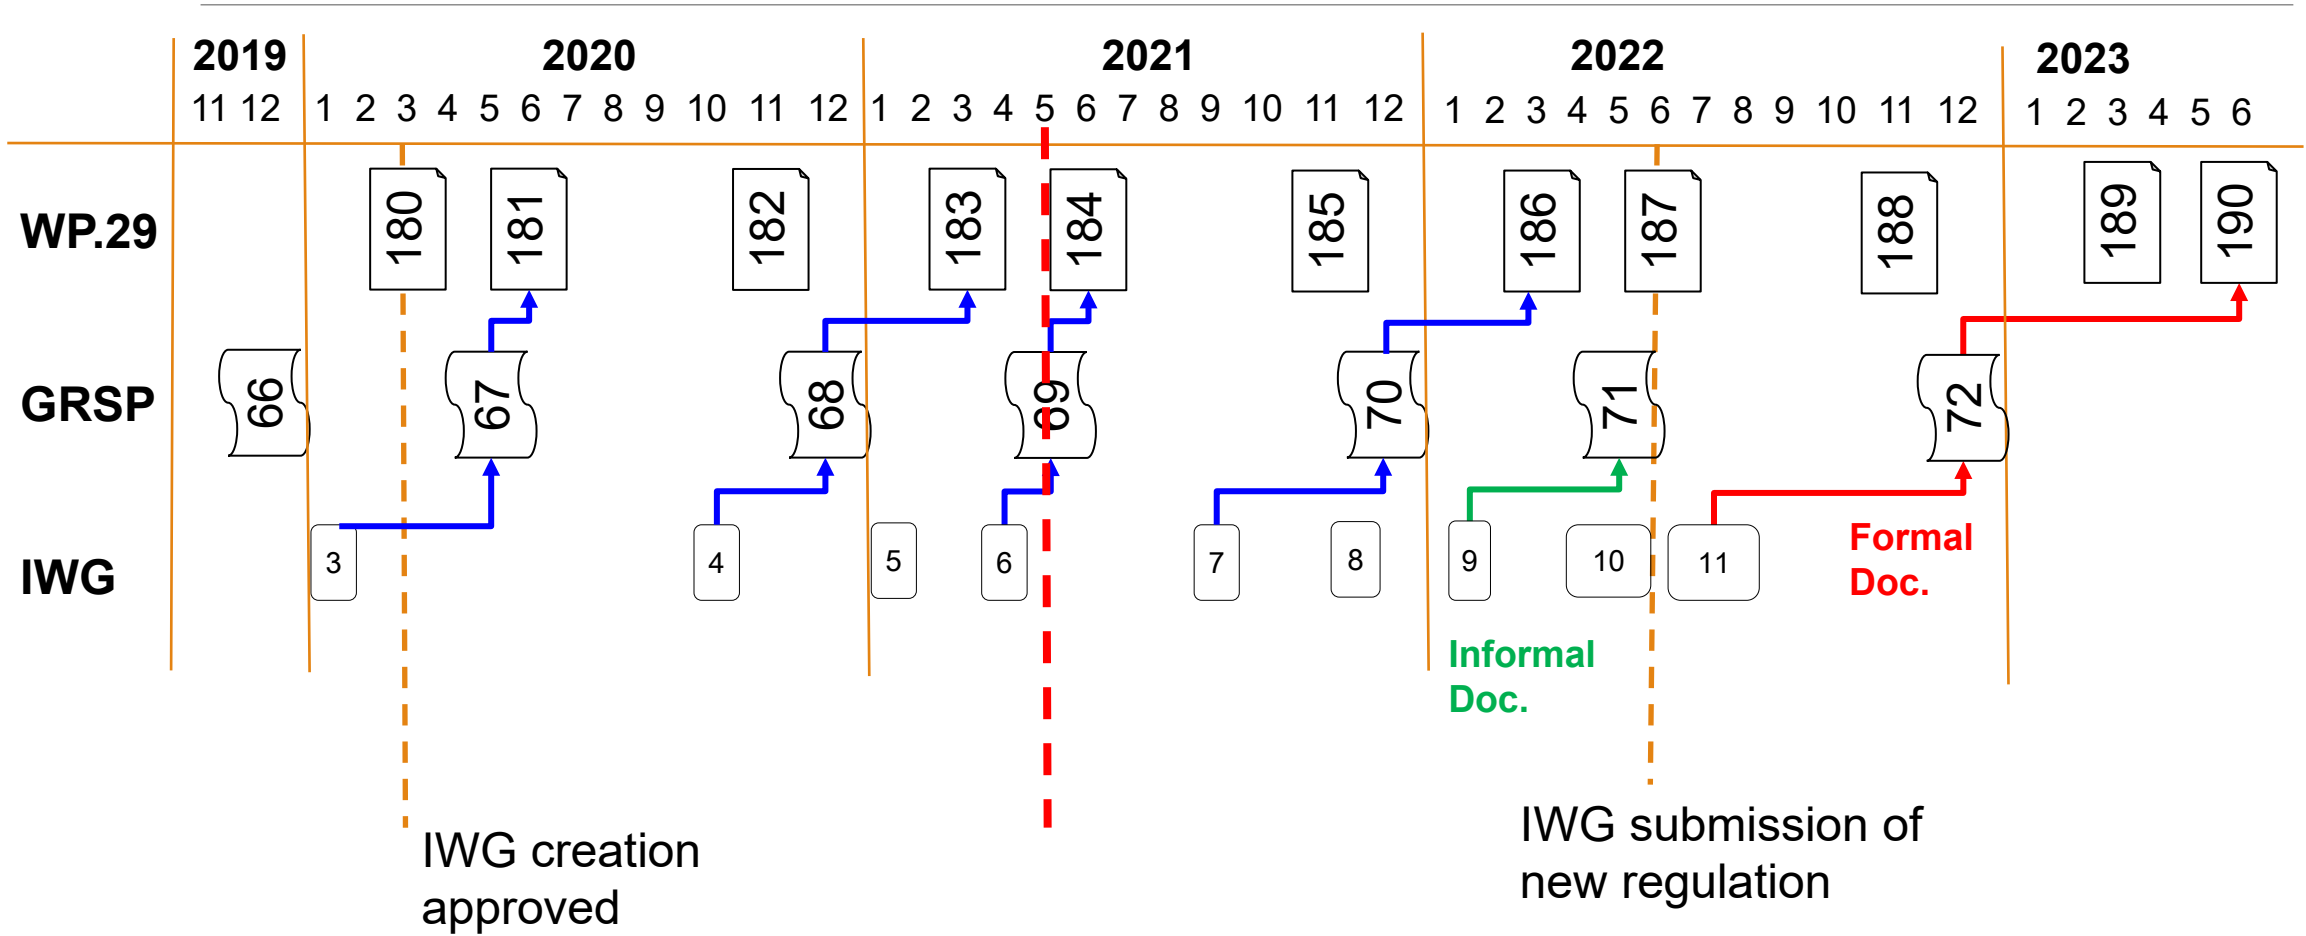 2019 2020 2021 2022 2023
11 12 1 2 3 4 5 6 7 8 9 10 11 12 1 2 3 4 5 6 7 8 9 10 11 12 1 2 3 4 5 6 7 8 9 10 11 12 1 2 3 4 5 6
WP.29 180 181 182 183 184 185 186 187 188 189 190
GRSP 66 67 68 69 70 71 72
IWG 3 4 5 6 7 8 9 10 11
Formal
Doc.
Informal
Doc.
IWG creation
approved
IWG submission of
new regulation